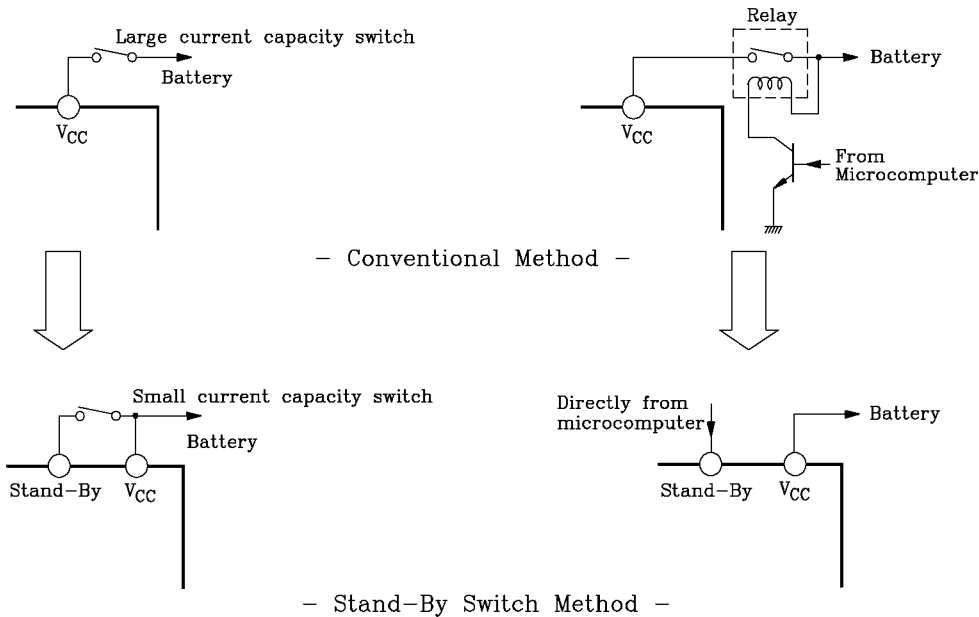 Large current capacity switch
Battery
VCC
Relay
Battery
VCC
From
Microcomputer
- Conventional Method -
Small current capacity switch
Battery
Stand-By
VCC
Directly from
microcomputer
Battery
Stand-By
VCC
- Stand-By Switch Method -